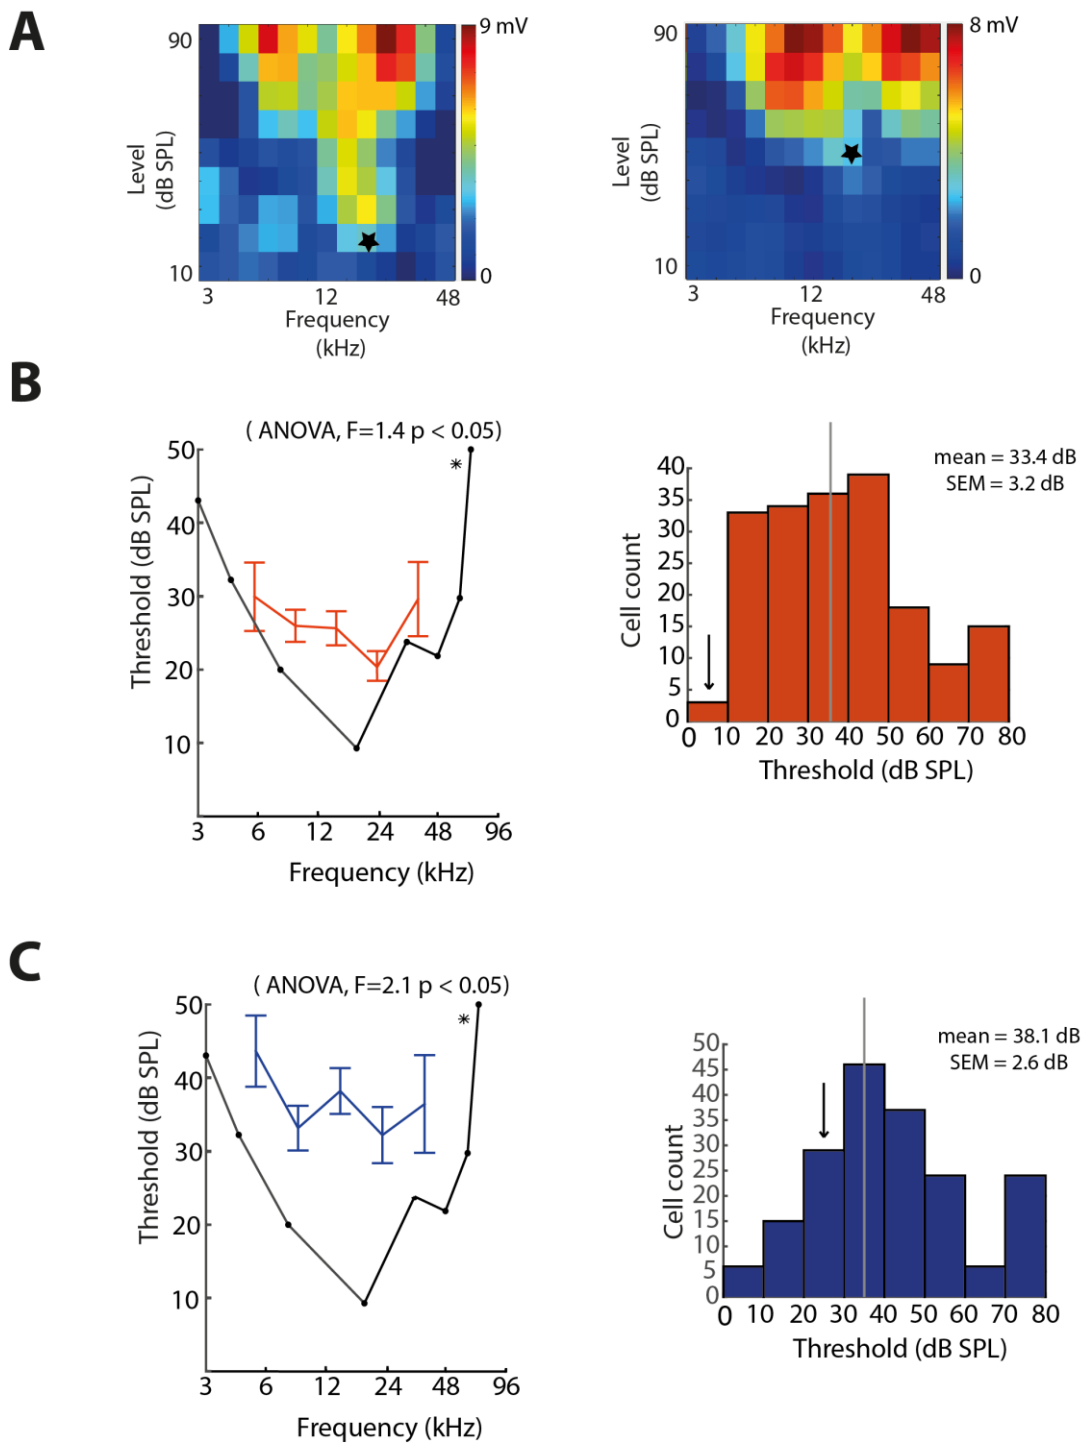 A
90
Level
(dB SPL)
10
3 12 48
Frequency
(kHz)
9 mV
0
90
Level
(dB SPL)
10
3 12 48
Frequency
(kHz)
8 mV
0
B
( ANOVA, F=1.4 p < 0.05)
*
50
40
30
20
10
Threshold (dB SPL)
3 6 12 24 48 96
Frequency (kHz)
mean = 33.4 dB
SEM = 3.2 dB
40
35
30
25
20
15
10
5
0
Cell count
0 10 20 30 40 50 60 70 80
Threshold (dB SPL)
C
( ANOVA, F=2.1 p < 0.05)
*
50
40
30
20
10
Threshold (dB SPL)
3 6 12 24 48 96
Frequency (kHz)
mean = 38.1 dB
SEM = 2.6 dB
50
45
40
35
30
25
20
15
10
5
0
Cell count
0 10 20 30 40 50 60 70 80
Threshold (dB SPL)